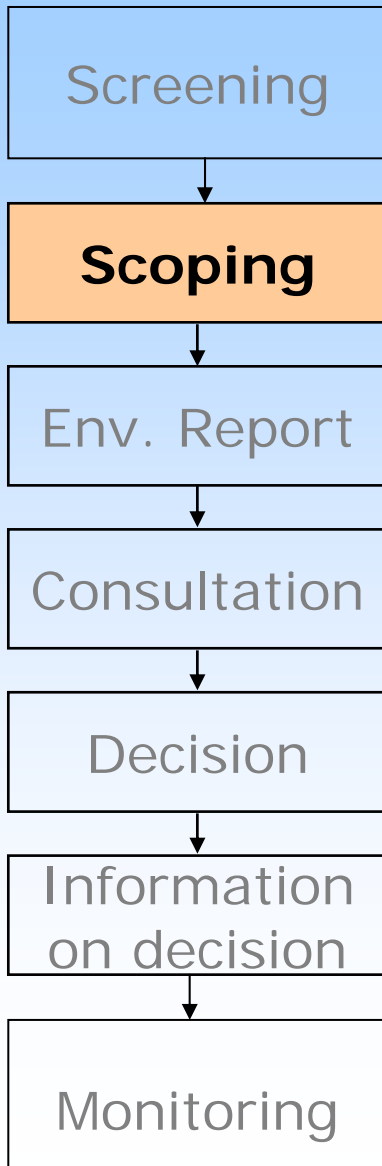 Screening
Scoping
Env. Report
Consultation
Decision
Information
on decision
Monitoring